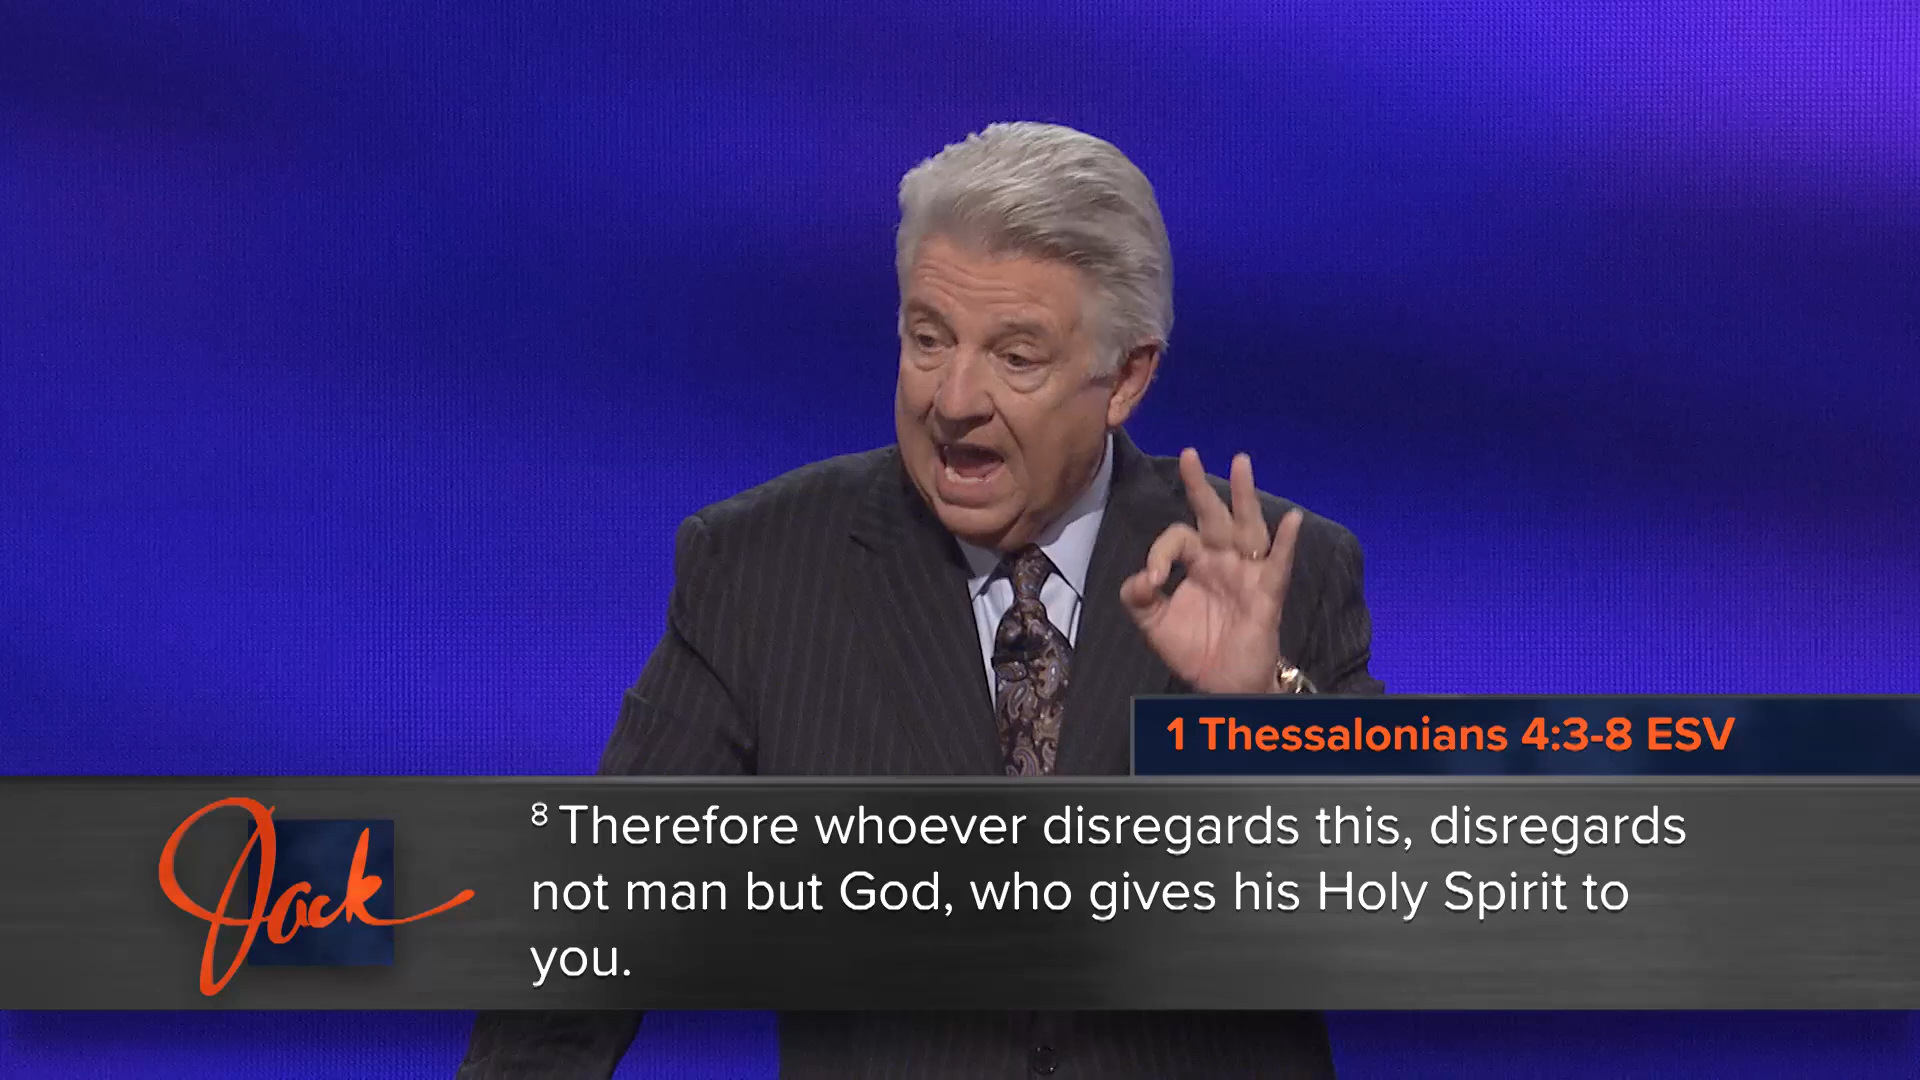 1 Thessalonians 4:3-8 ESV
Jack
8 Therefore whoever disregards this, disregards
not man but God, who gives his Holy Spirit to
you.